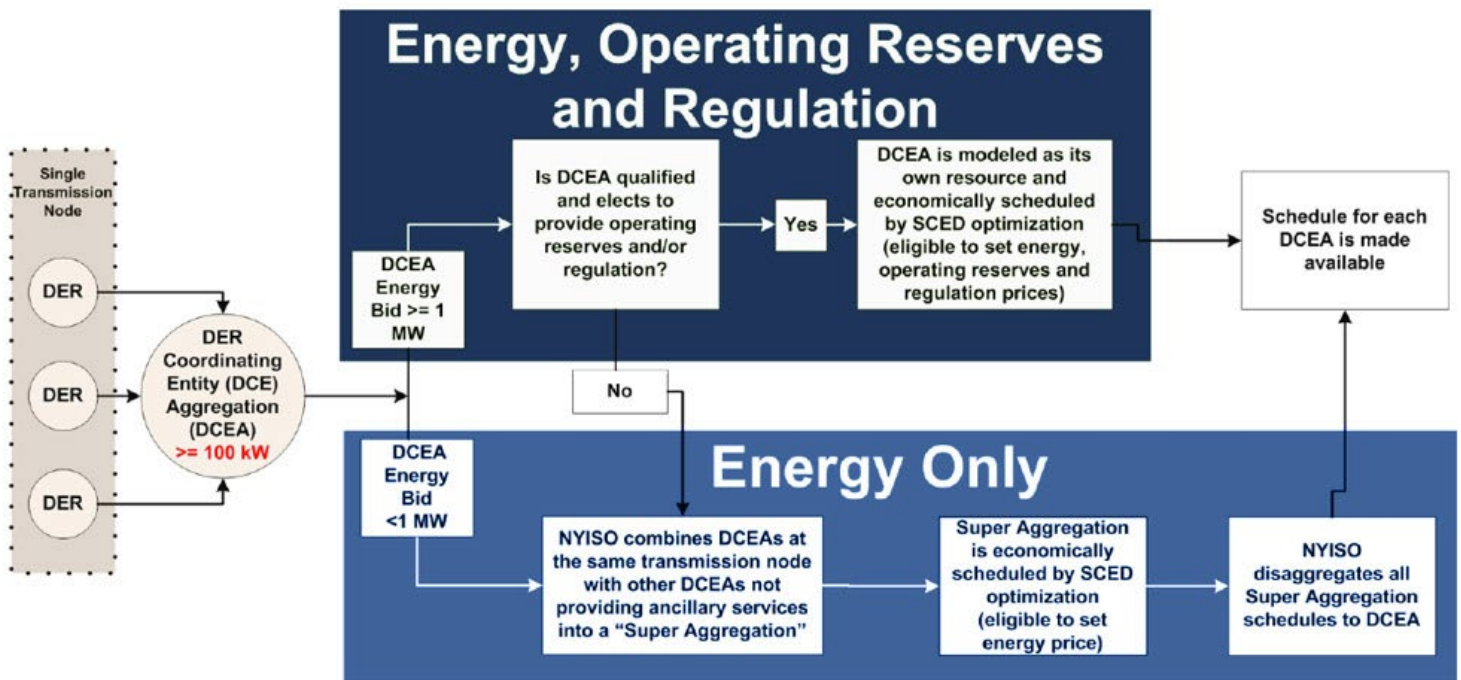 Energy, Operating Reserves
and Regulation
Single
Transmission
Node
DER
DER
DER
DER
Coordinating
Entity (DCE)
Aggregation
(DCEA)
>= 100 kW
DCEA
Energy
Bid >= 1
MW
Is DCEA qualified
and elects to
provide operating
reserves and/or
regulation?
Yes
DCEA is modeled as its
own resource and
economically scheduled
by SCED optimization
(eligible to set energy,
operating reserves and
regulation prices)
Schedule for each
DCEA is made
available
No
Energy Only
DCEA
Energy
Bid
<1 MW
NYISO combines DCEAs at
the same transmission node
with other DCEAs not
providing ancillary services
into a “Super Aggregation”
Super Aggregation
is economically
scheduled by SCED
optimization
(eligible to set
energy price)
NYISO
disaggregates all
Super Aggregation
schedules to DCEA